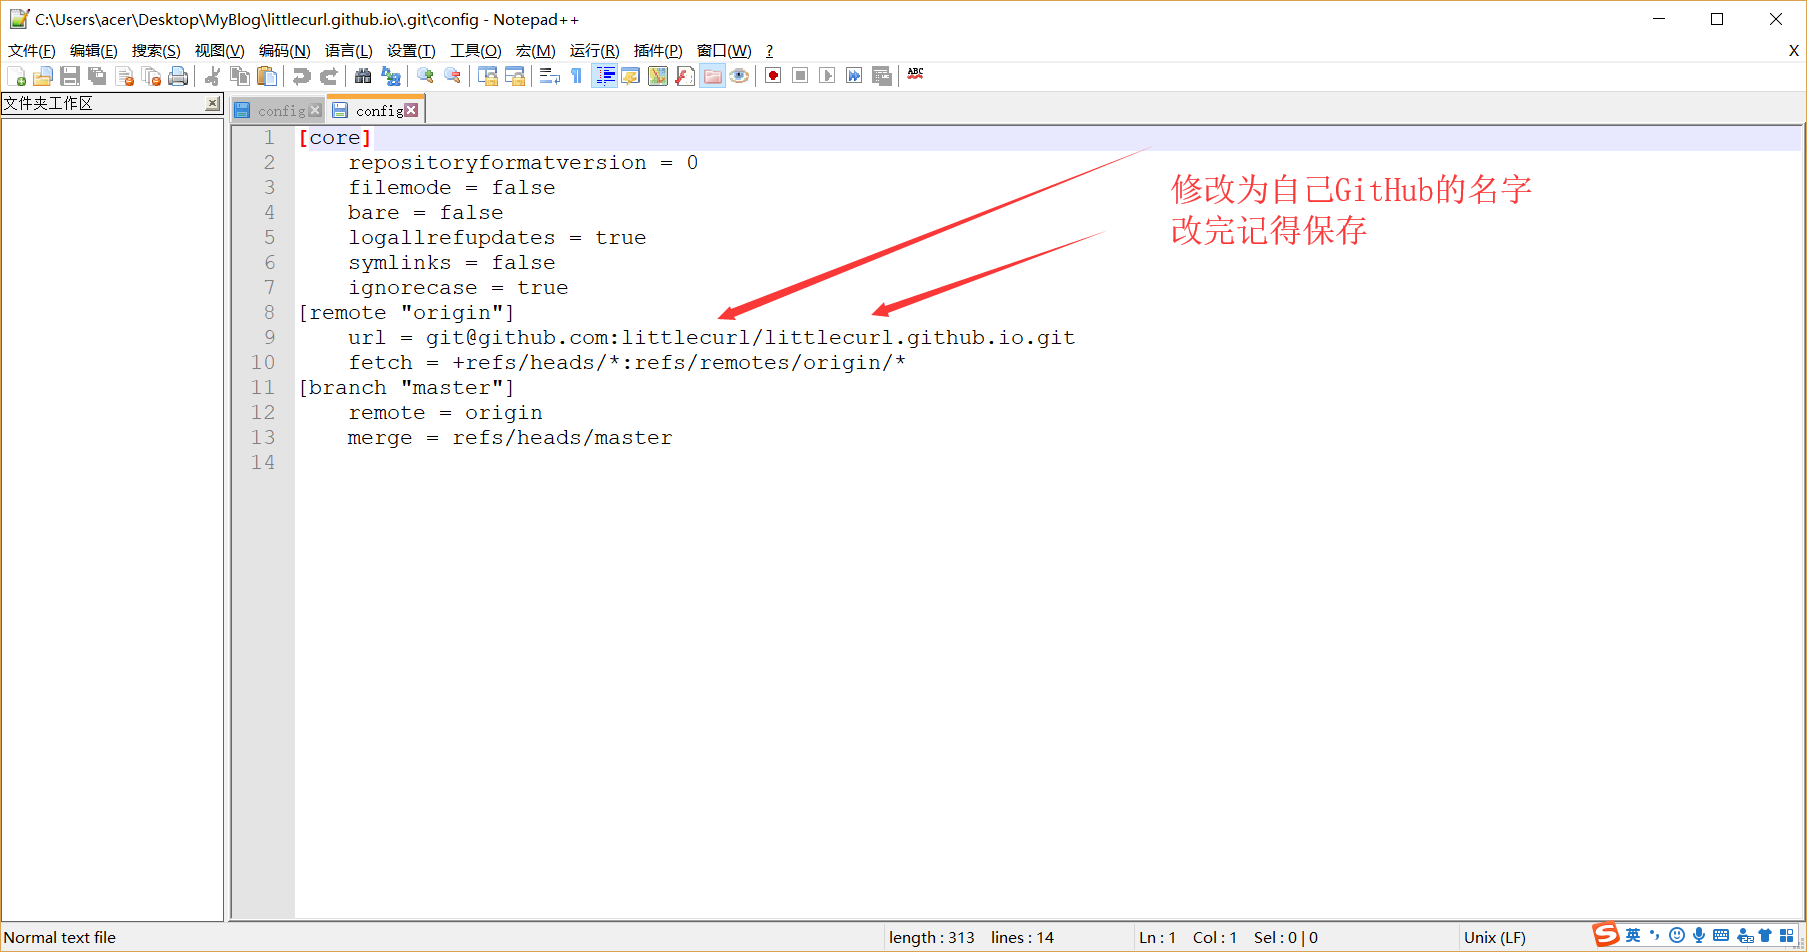 C:\Users\acer\Desktop\MyBlog\littlecurl.github.io\.git\config - Notepad++
文件(F) 编辑(E) 搜索(S) 视图(V) 编码(N) 语言(L) 设置(T) 工具(O) 宏(M) 运行(R) 插件(P) 窗口(W) ? X
ABC
文件夹工作区
config config
1 [core]
2 repositoryformatversion = 0
3 filemode = false
4 bare = false
5 logallrefupdates = true
6 symlinks = false
7 ignorecase = true
8 [remote "origin"]
9 url = git@github.com:littlecurl/littlecurl.github.io.git
10 fetch = +refs/heads/*:refs/remotes/origin/*
11 [branch "master"]
12 remote = origin
13 merge = refs/heads/master
14
修改为自己GitHub的名字
改完记得保存
Normal text file length : 313 lines : 14 Ln : 1 Col : 1 Sel : 0 | 0 Unix (LF) 英